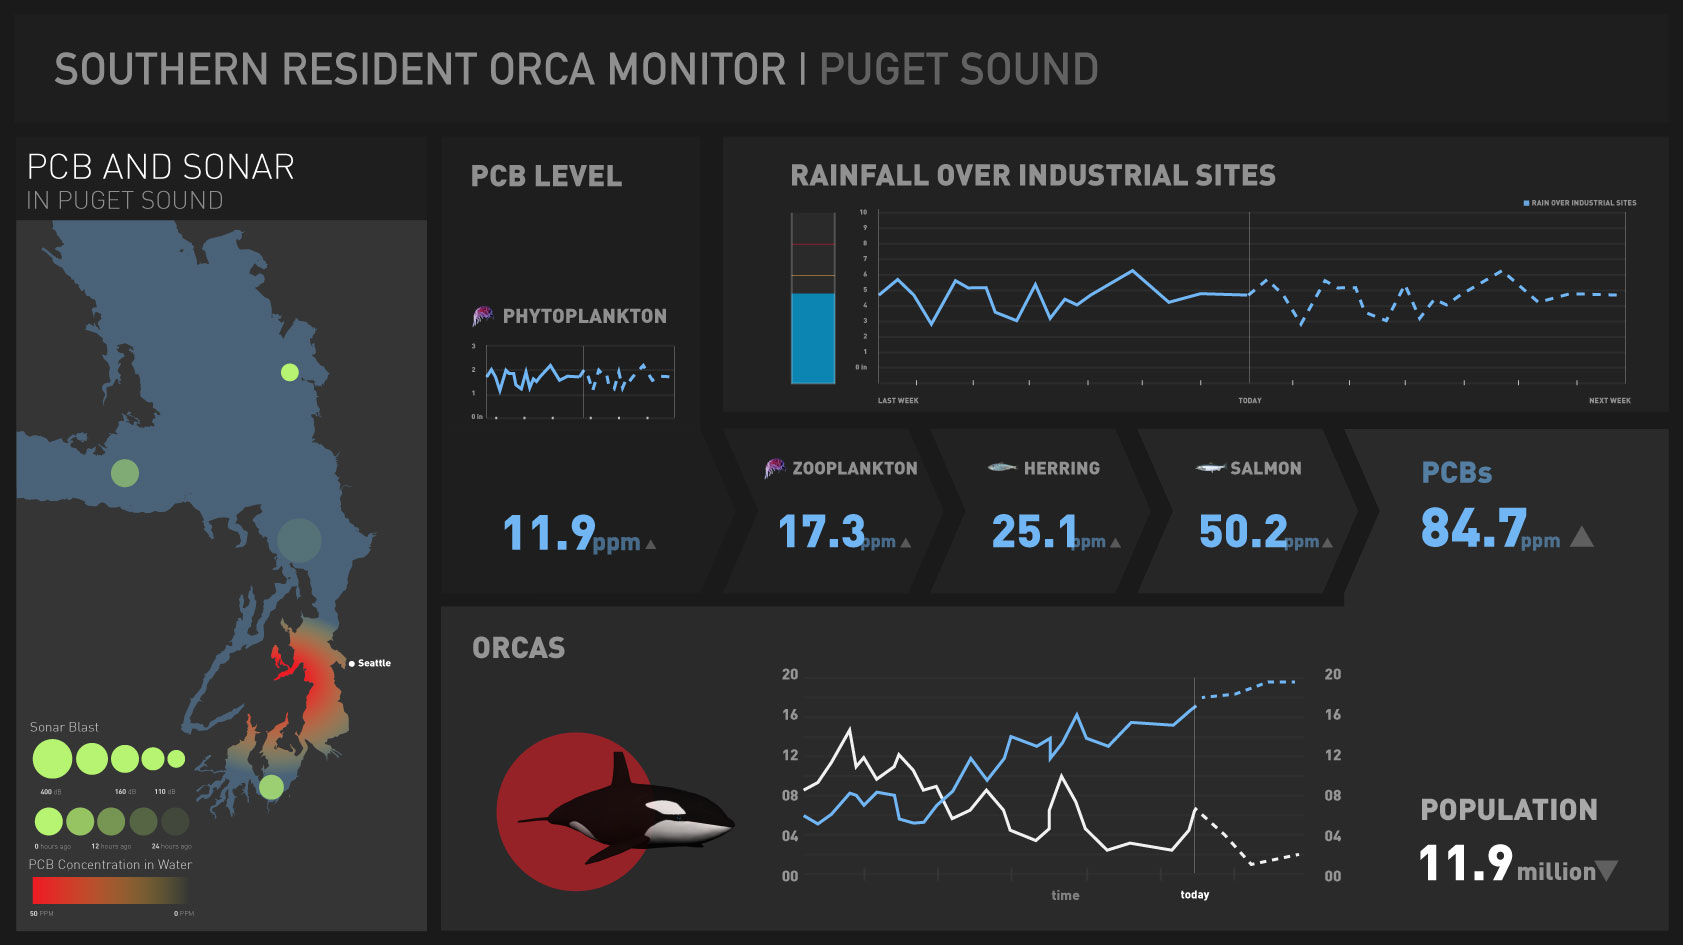 SOUTHERN RESIDENT ORCA MONITOR | PUGET SOUND
PCB AND SONAR
IN PUGET SOUND
Seattle
Sonar Blast
400 dB 160 dB 110 dB
0 hours ago 12 hours ago 24 hours ago
PCB Concentration in Water
50 PPM 0 PPM
PCB LEVEL
PHYTOPLANKTON
3
2
1
0 in
11.9ppm
RAINFALL OVER INDUSTRIAL SITES
RAIN OVER INDUSTRIAL SITES
10
9
8
7
6
5
4
3
2
1
0 in
LAST WEEK TODAY NEXT WEEK
ZOOPLANKTON
17.3ppm
HERRING
25.1ppm
SALMON
50.2ppm
PCBs
84.7ppm
ORCAS
20 20
16 16
12 12
08 08
04 04
00 00
time today
POPULATION
11.9 million